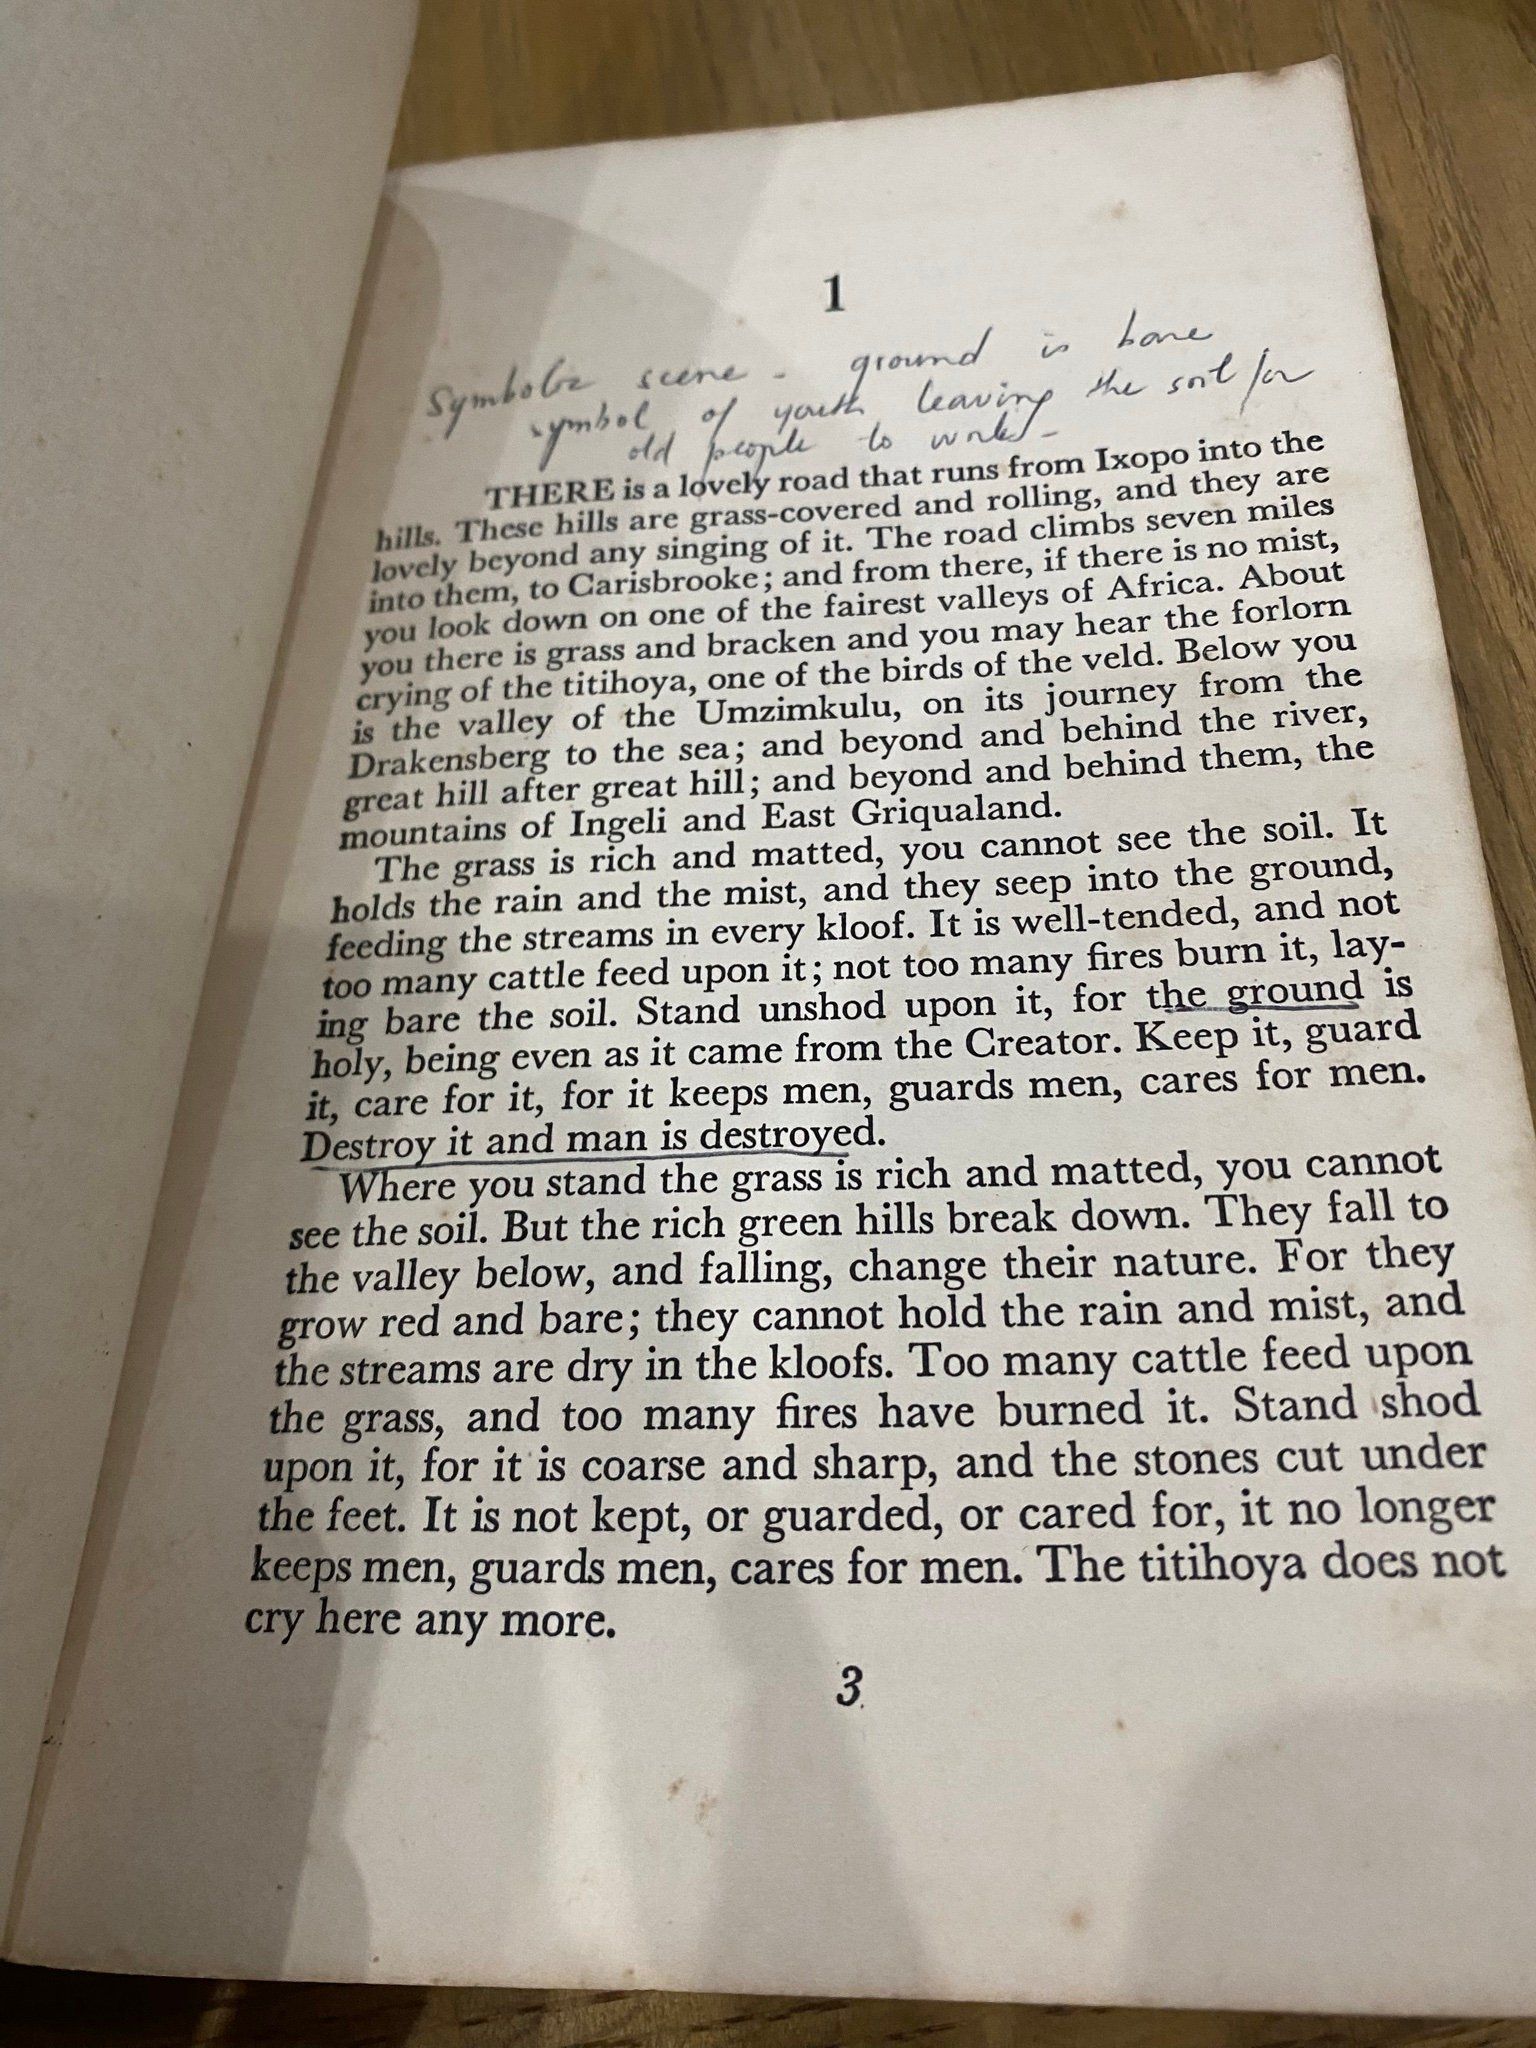 1
Symbolic scene - ground is bare
symbol of youth leaving the soil for
old people to work -
THERE is a lovely road that runs from Ixopo into the
hills. These hills are grass-covered and rolling, and they are
lovely beyond any singing of it. The road climbs seven miles
into them, to Carisbrooke; and from there, if there is no mist,
you look down on one of the fairest valleys of Africa. About
you there is grass and bracken and you may hear the forlorn
crying of the titihoya, one of the birds of the veld. Below you
is the valley of the Umzimkulu, on its journey from the
Drakensberg to the sea; and beyond and behind the river,
great hill after great hill; and beyond and behind them, the
mountains of Ingeli and East Griqualand.
The grass is rich and matted, you cannot see the soil. It
holds the rain and the mist, and they seep into the ground,
feeding the streams in every kloof. It is well-tended, and not
too many cattle feed upon it; not too many fires burn it, lay-
ing bare the soil. Stand unshod upon it, for the ground is
holy, being even as it came from the Creator. Keep it, guard
it, care for it, for it keeps men, guards men, cares for men.
Destroy it and man is destroyed.
Where you stand the grass is rich and matted, you cannot
see the soil. But the rich green hills break down. They fall to
the valley below, and falling, change their nature. For they
grow red and bare; they cannot hold the rain and mist, and
the streams are dry in the kloofs. Too many cattle feed upon
the grass, and too many fires have burned it. Stand shod
upon it, for it is coarse and sharp, and the stones cut under
the feet. It is not kept, or guarded, or cared for, it no longer
keeps men, guards men, cares for men. The titihoya does not
cry here any more.
3